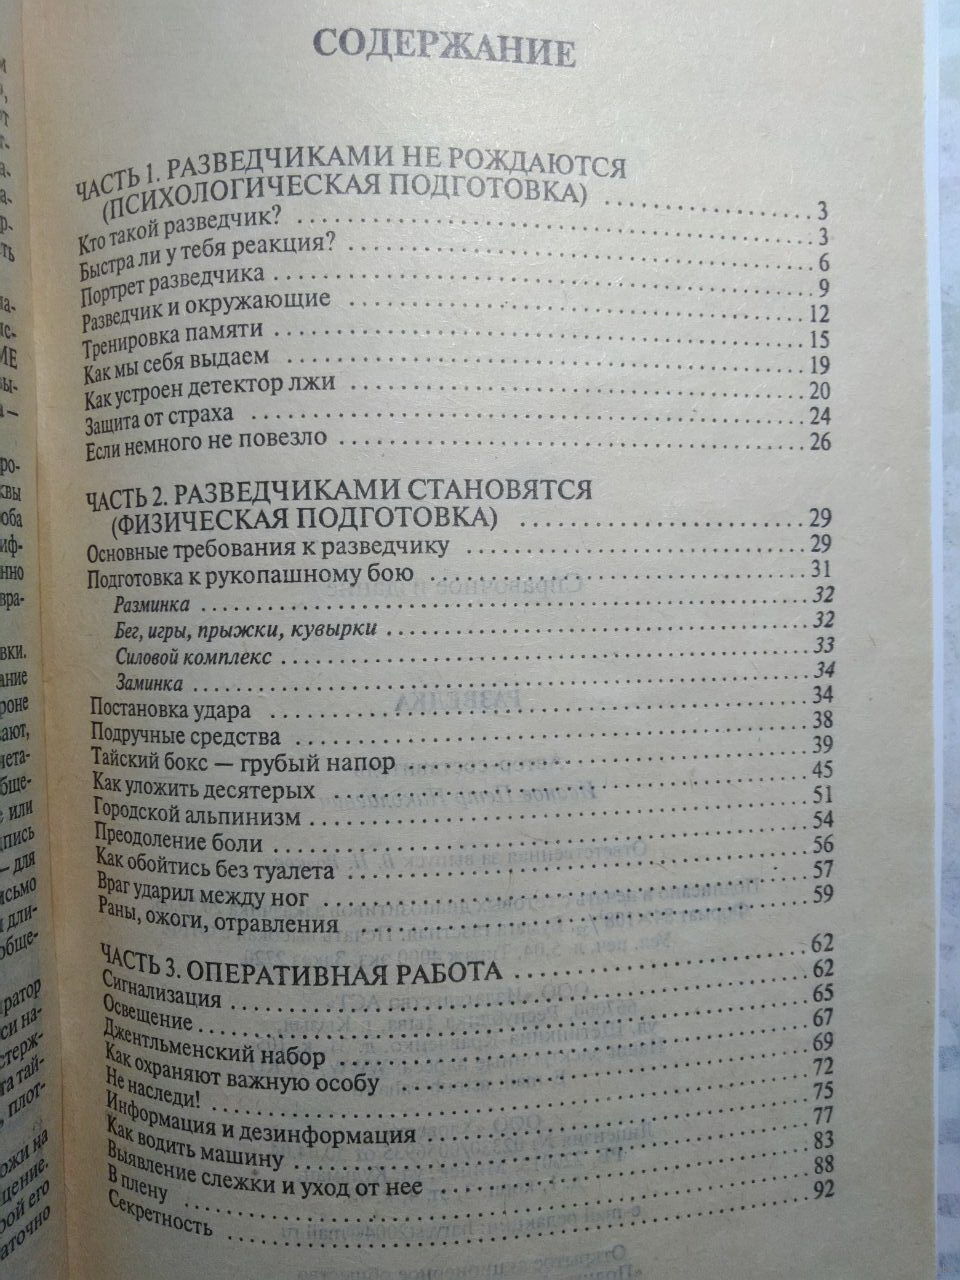 СОДЕРЖАНИЕ
ЧАСТЬ 1. РАЗВЕДЧИКАМИ НЕ РОЖДАЮТСЯ
(ПСИХОЛОГИЧЕСКАЯ ПОДГОТОВКА) ........ 3
Кто такой разведчик? ........ 3
Быстра ли у тебя реакция? ........ 6
Портрет разведчика ........ 9
Разведчик и окружающие ........ 12
Тренировка памяти ........ 15
Как мы себя выдаем ........ 19
Как устроен детектор лжи ........ 20
Защита от страха ........ 24
Если немного не повезло ........ 26
ЧАСТЬ 2. РАЗВЕДЧИКАМИ СТАНОВЯТСЯ
(ФИЗИЧЕСКАЯ ПОДГОТОВКА) ........ 29
Основные требования к разведчику ........ 29
Подготовка к рукопашному бою ........ 31
Разминка ........ 32
Бег, игры, прыжки, кувырки ........ 32
Силовой комплекс ........ 33
Заминка ........ 34
Постановка удара ........ 34
Подручные средства ........ 38
Тайский бокс — грубый напор ........ 39
Как уложить десятерых ........ 45
Городской альпинизм ........ 51
Преодоление боли ........ 54
Как обойтись без туалета ........ 56
Враг ударил между ног ........ 57
Раны, ожоги, отравления ........ 59
ЧАСТЬ 3. ОПЕРАТИВНАЯ РАБОТА ........ 62
Сигнализация ........ 62
Освещение ........ 65
Джентльменский набор ........ 67
Как охраняют важную особу ........ 69
Не наследи! ........ 72
Информация и дезинформация ........ 75
Как водить машину ........ 77
Выявление слежки и уход от нее ........ 83
В плену ........ 88
Секретность ........ 92